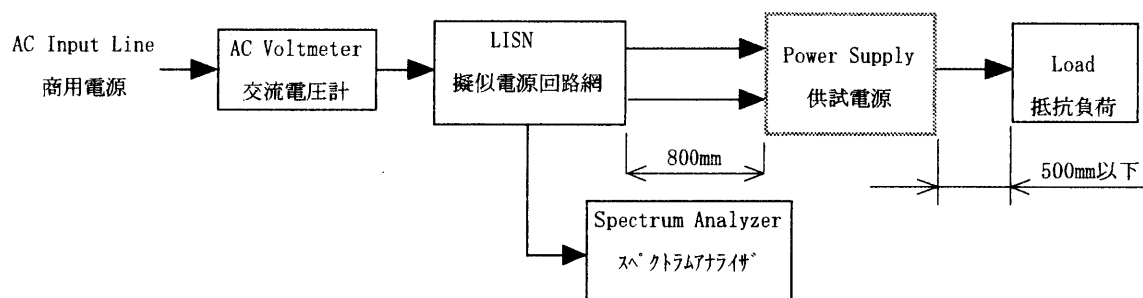 AC Input Line
商用電源
AC Voltmeter
交流電圧計
LISN
擬似電源回路網
Power Supply
供試電源
Load
抵抗負荷
800mm
500mm以下
Spectrum Analyzer
ｽﾍﾟｸﾄﾗﾑｱﾅﾗｲｻﾞ